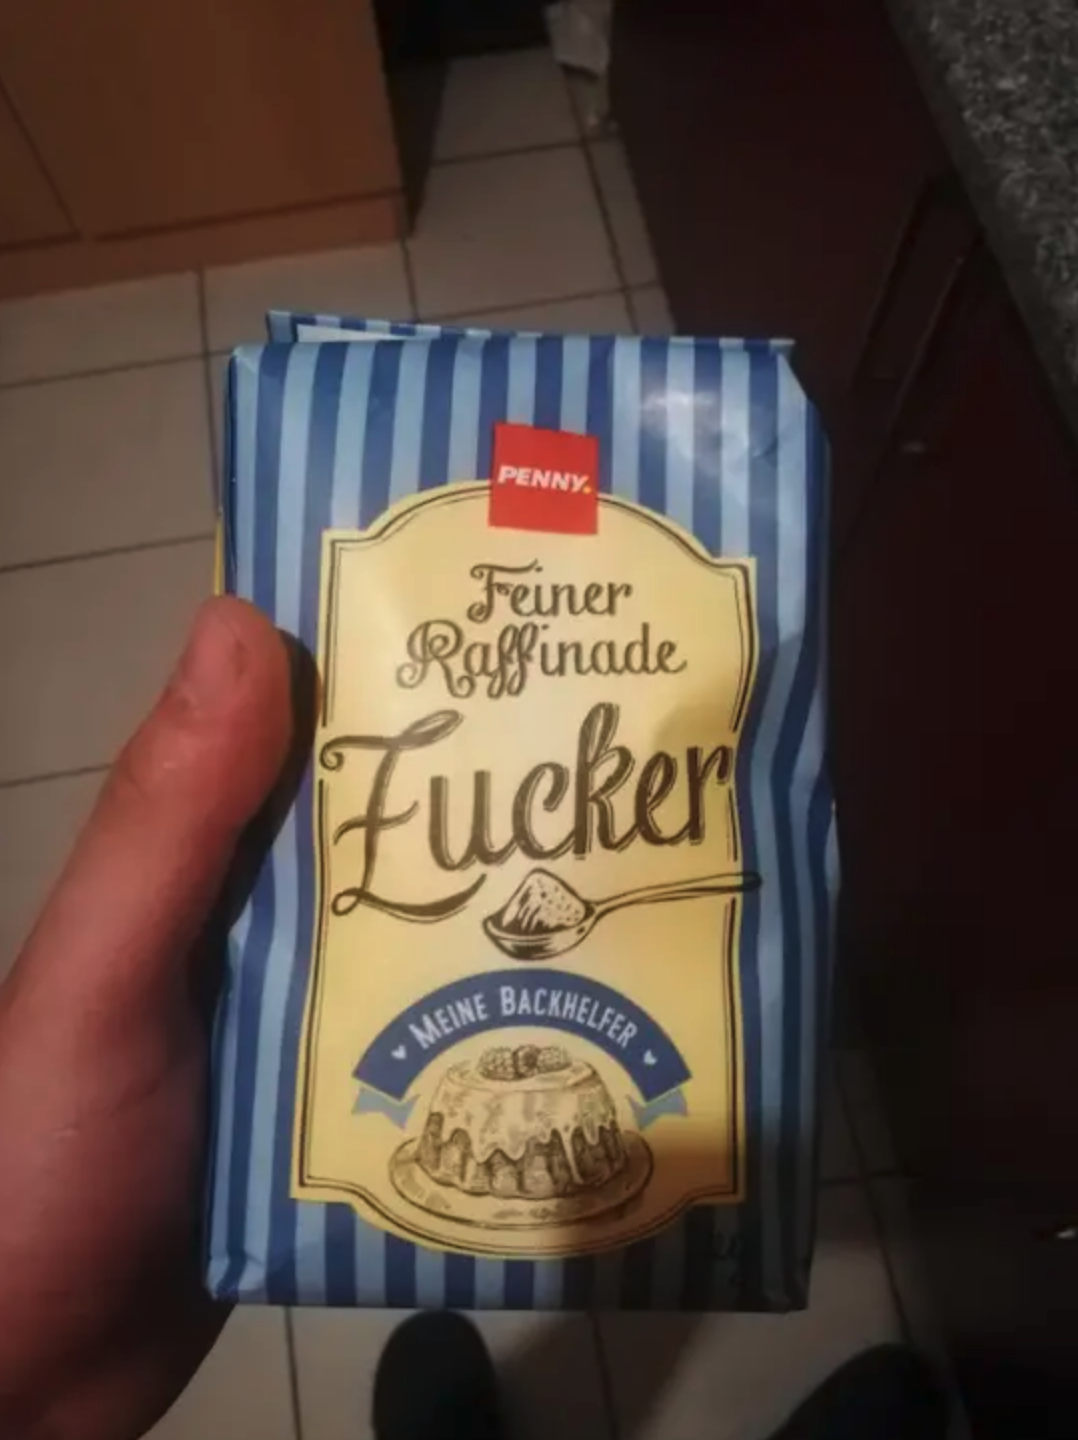 PENNY.
Feiner
Raffinade
Zucker
Meine Backhelfer